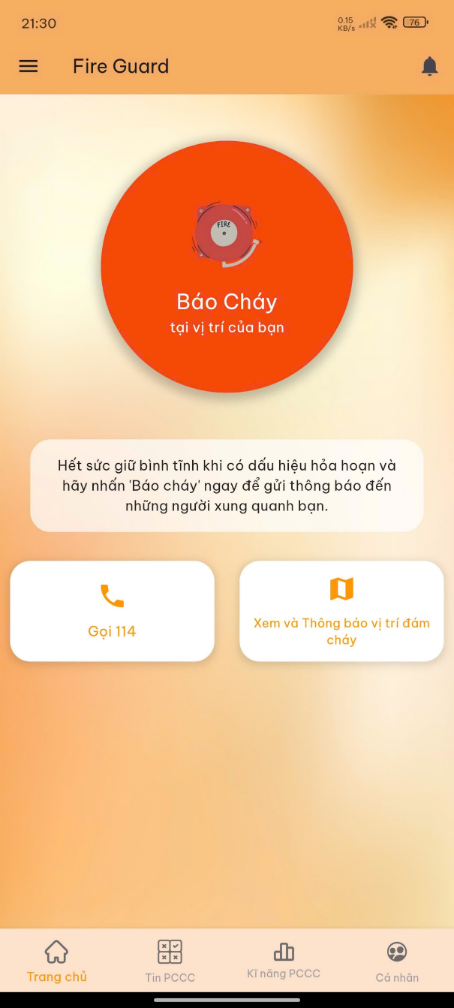 21:30
0.15
KB/s
76
Fire Guard
FIRE
Báo Cháy
tại vị trí của bạn
Hết sức giữ bình tĩnh khi có dấu hiệu hỏa hoạn và
hãy nhấn 'Báo cháy' ngay để gửi thông báo đến
những người xung quanh bạn.
Gọi 114
Xem và Thông báo vị trí đám
cháy
Trang chủ
Tin PCCC
Kĩ năng PCCC
Cá nhân